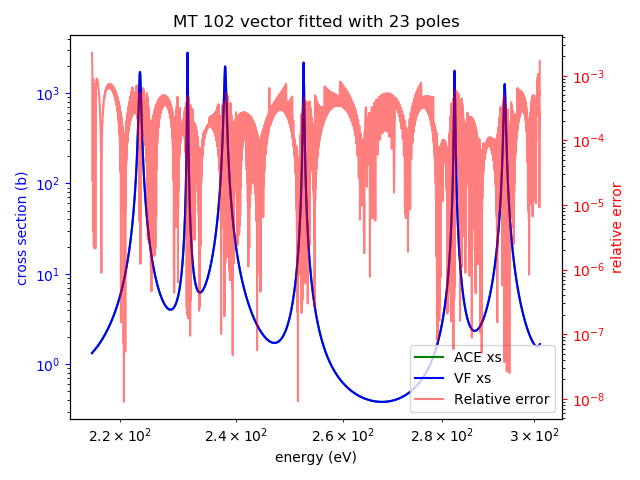 MT 102 vector fitted with 23 poles
10³
10²
10¹
10⁰
cross section (b)
10⁻³
10⁻⁴
10⁻⁵
10⁻⁶
10⁻⁷
10⁻⁸
relative error
ACE xs
VF xs
Relative error
2.2 × 10²
2.4 × 10²
2.6 × 10²
2.8 × 10²
3 × 10²
energy (eV)